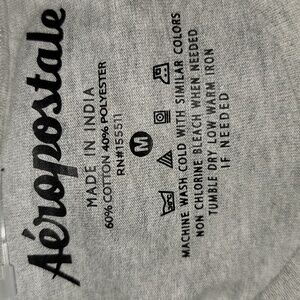 Aéropostale
MADE IN INDIA
60% COTTON 40% POLYESTER
RN#155511
M
MACHINE WASH COLD WITH SIMILAR COLORS
NON CHLORINE BLEACH WHEN NEEDED
TUMBLE DRY LOW WARM IRON
IF NEEDED